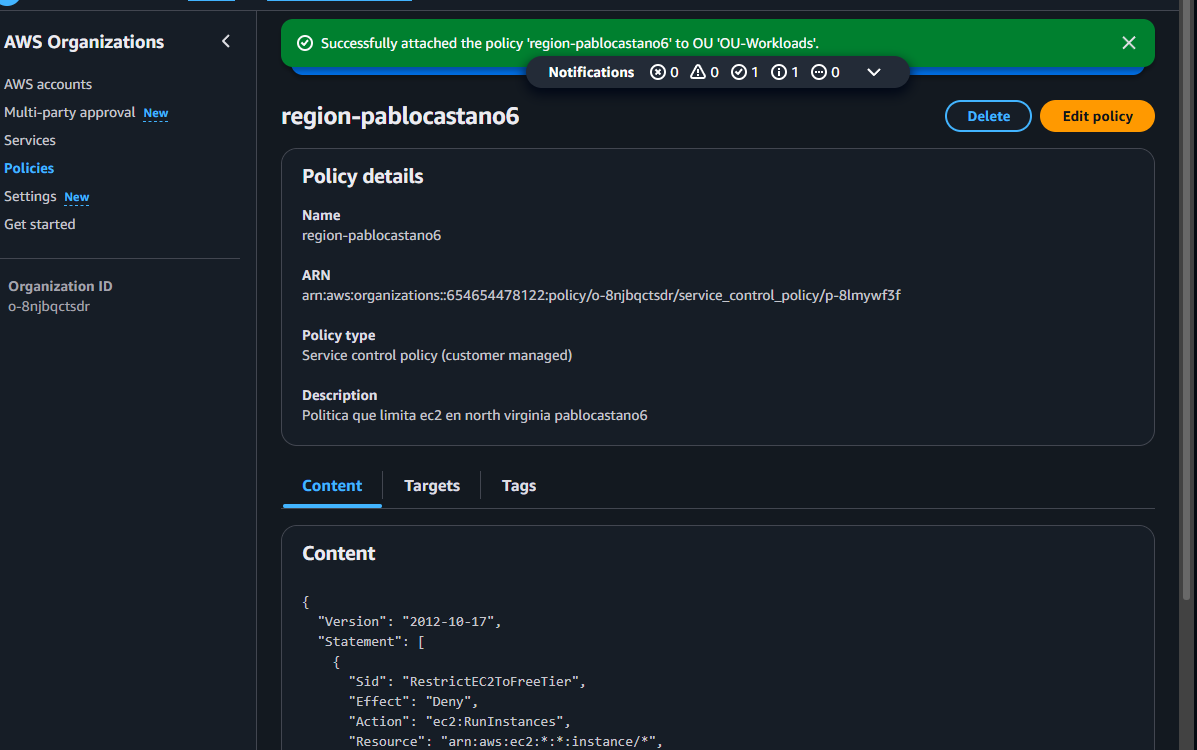 AWS Organizations
Successfully attached the policy 'region-pablocastano6' to OU 'OU-Workloads'.
Notifications 0 0 1 1 0
AWS accounts
Multi-party approval New
Services
Policies
Settings New
Get started
Organization ID
o-8njbqctsdr
region-pablocastano6
Delete
Edit policy
Policy details
Name
region-pablocastano6
ARN
arn:aws:organizations::654654478122:policy/o-8njbqctsdr/service_control_policy/p-8lmywf3f
Policy type
Service control policy (customer managed)
Description
Politica que limita ec2 en north virginia pablocastano6
Content Targets Tags
Content
{
"Version": "2012-10-17",
"Statement": [
{
"Sid": "RestrictEC2ToFreeTier",
"Effect": "Deny",
"Action": "ec2:RunInstances",
"Resource": "arn:aws:ec2:*:*:instance/*",